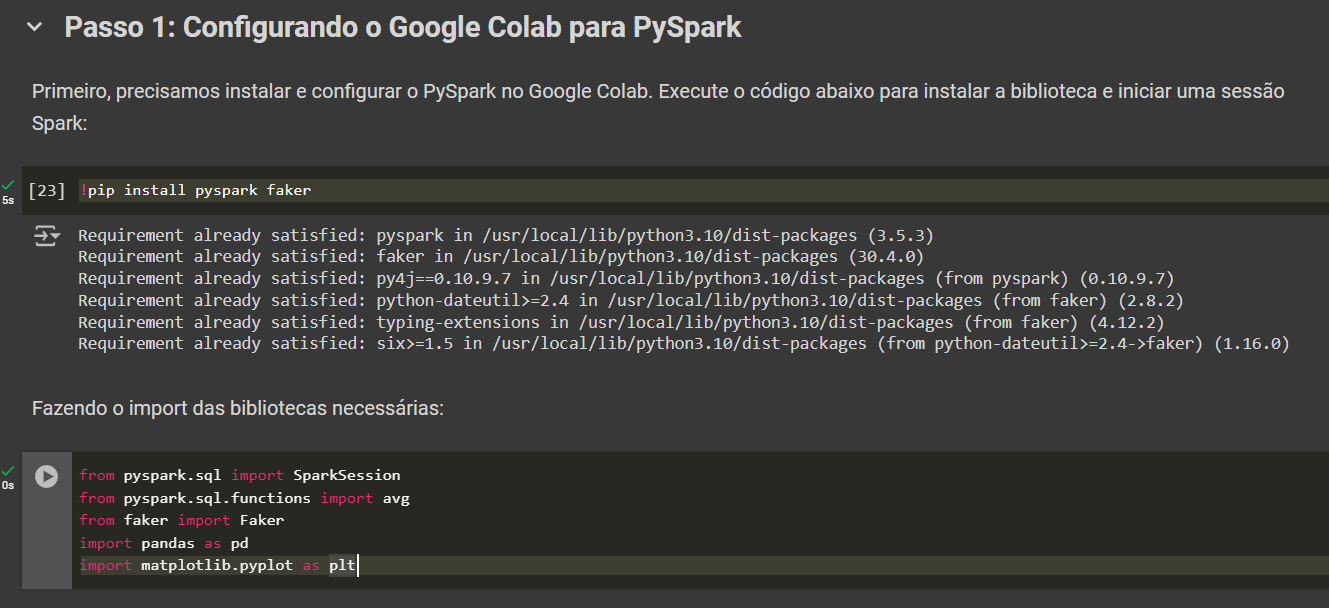 Passo 1: Configurando o Google Colab para PySpark
Primeiro, precisamos instalar e configurar o PySpark no Google Colab. Execute o código abaixo para instalar a biblioteca e iniciar uma sessão
Spark:
5s
[23] !pip install pyspark faker
Requirement already satisfied: pyspark in /usr/local/lib/python3.10/dist-packages (3.5.3)
Requirement already satisfied: faker in /usr/local/lib/python3.10/dist-packages (30.4.0)
Requirement already satisfied: py4j==0.10.9.7 in /usr/local/lib/python3.10/dist-packages (from pyspark) (0.10.9.7)
Requirement already satisfied: python-dateutil>=2.4 in /usr/local/lib/python3.10/dist-packages (from faker) (2.8.2)
Requirement already satisfied: typing-extensions in /usr/local/lib/python3.10/dist-packages (from faker) (4.12.2)
Requirement already satisfied: six>=1.5 in /usr/local/lib/python3.10/dist-packages (from python-dateutil>=2.4->faker) (1.16.0)
Fazendo o import das bibliotecas necessárias:
0s
from pyspark.sql import SparkSession
from pyspark.sql.functions import avg
from faker import Faker
import pandas as pd
import matplotlib.pyplot as plt